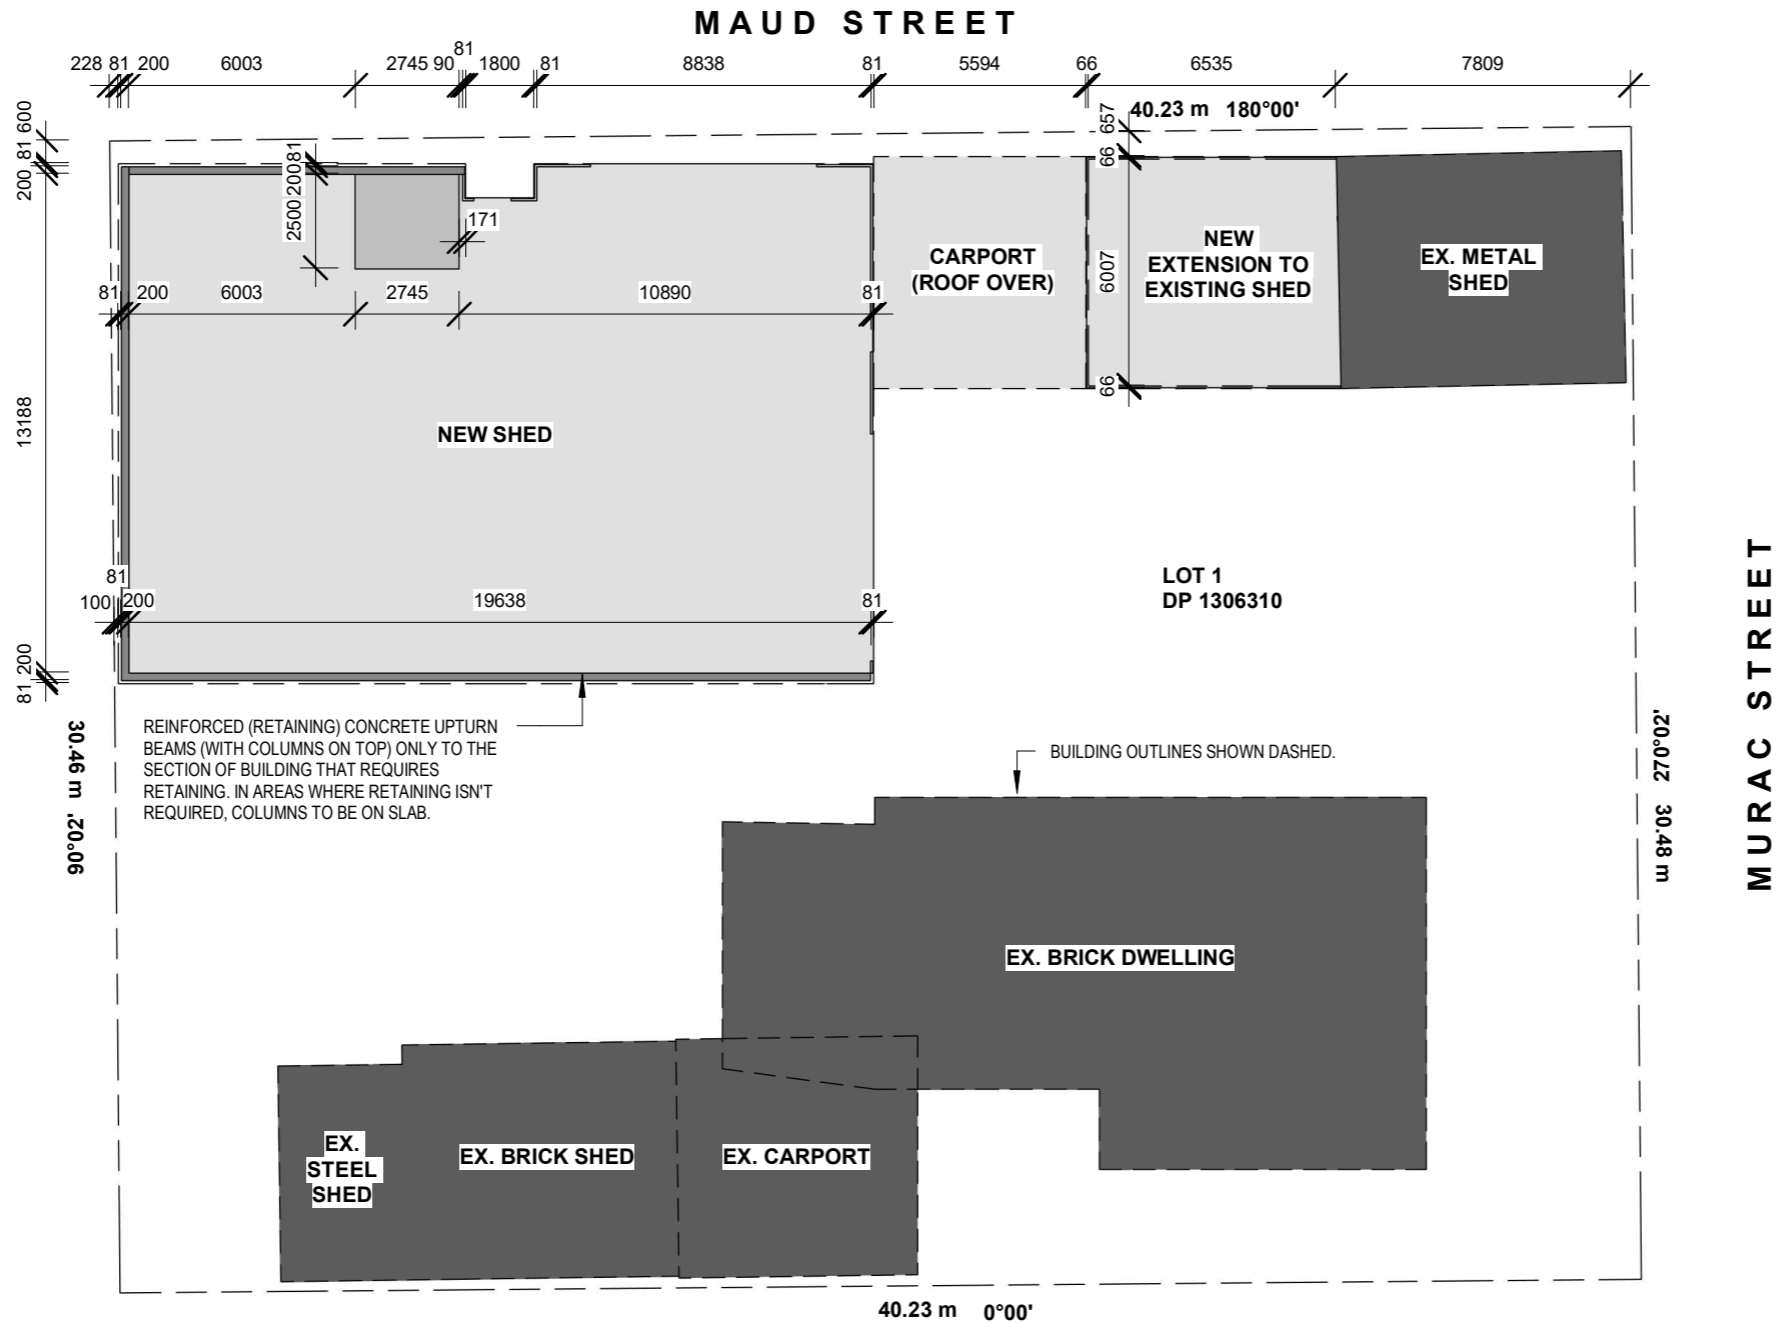 MAUD STREET
228 81 200 6003 2745 90 81 1800 81 8838 81 5594 66 6535 7809
40.23 m 180°00'
600
81
200
13188
200
81
81
200
2500
171
657
66
6007
66
81 200 6003 2745 10890 81
CARPORT
(ROOF OVER)
NEW
EXTENSION TO
EXISTING SHED
EX. METAL
SHED
NEW SHED
81
100 200 19638 81
LOT 1
DP 1306310
MURAC STREET
REINFORCED (RETAINING) CONCRETE UPTURN
BEAMS (WITH COLUMNS ON TOP) ONLY TO THE
SECTION OF BUILDING THAT REQUIRES
RETAINING. IN AREAS WHERE RETAINING ISN'T
REQUIRED, COLUMNS TO BE ON SLAB.
BUILDING OUTLINES SHOWN DASHED.
30.46 m 90°02'
270°02' 30.48 m
EX. BRICK DWELLING
EX.
STEEL
SHED
EX. BRICK SHED
EX. CARPORT
40.23 m 0°00'